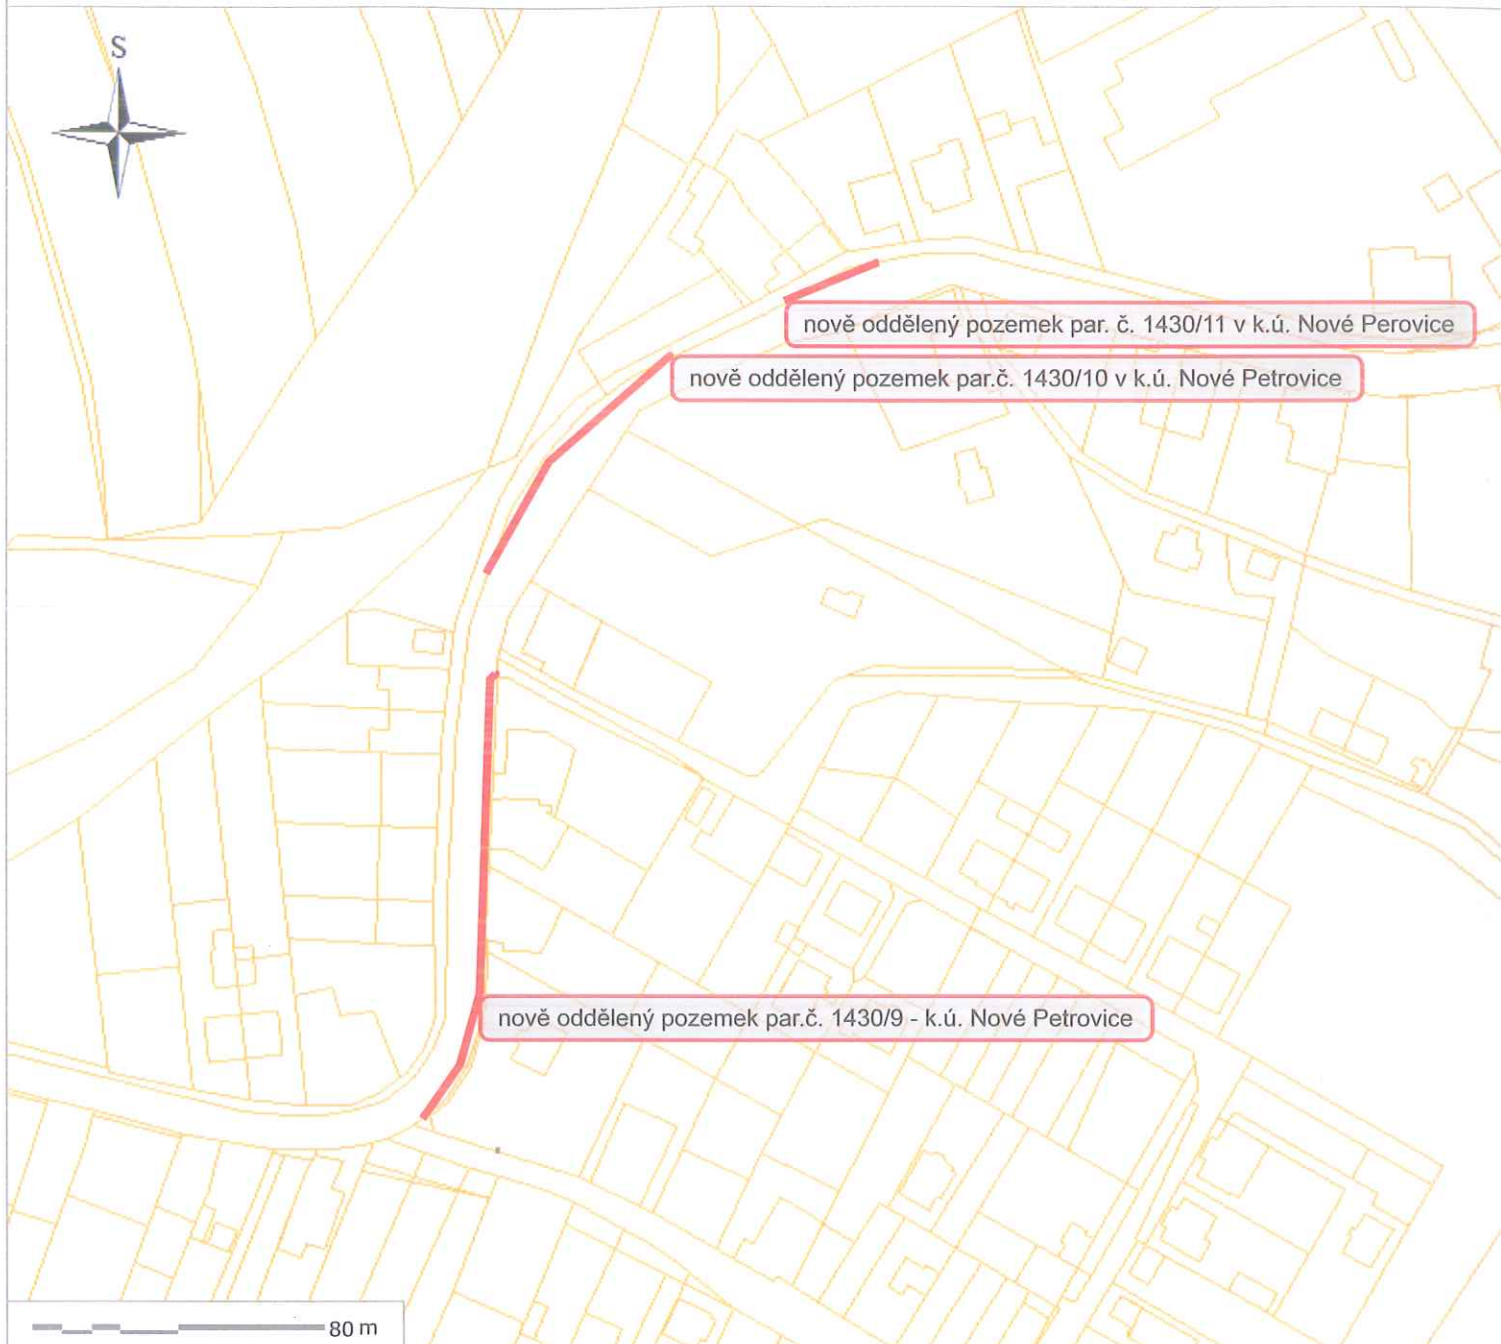 S
nově oddělený pozemek par. č. 1430/11 v k.ú. Nové Perovice
nově oddělený pozemek par.č. 1430/10 v k.ú. Nové Petrovice
nově oddělený pozemek par.č. 1430/9 - k.ú. Nové Petrovice
80 m